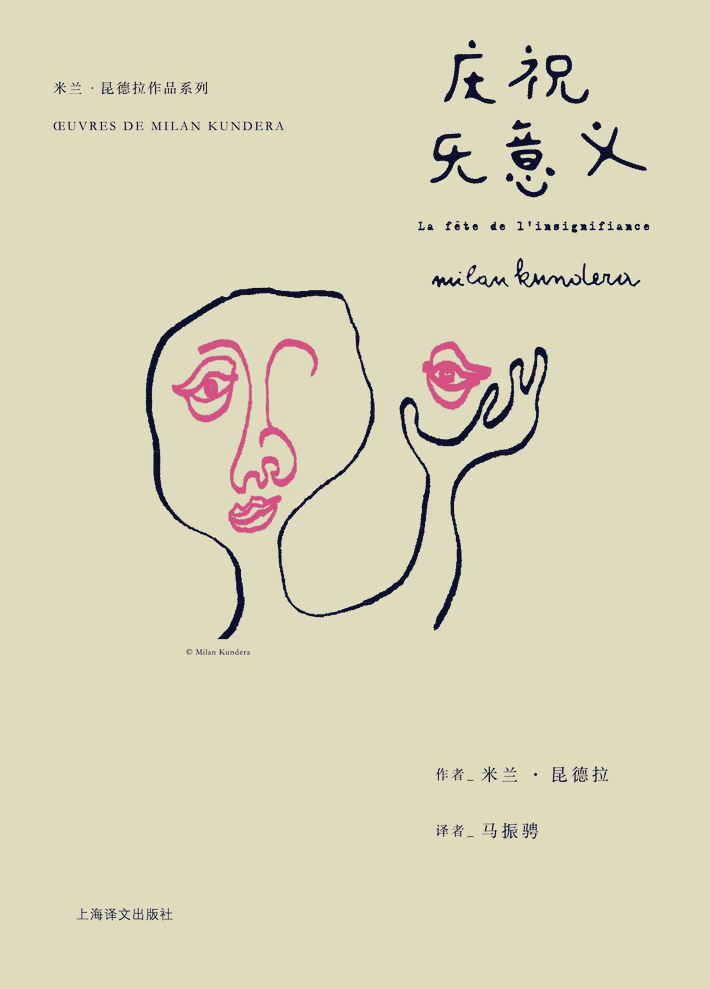 米兰·昆德拉作品系列
ŒUVRES DE MILAN KUNDERA
庆祝
无意义
La fête de l'insignifiance
milan kundera
© Milan Kundera
作者_ 米兰·昆德拉
译者_ 马振骋
上海译文出版社